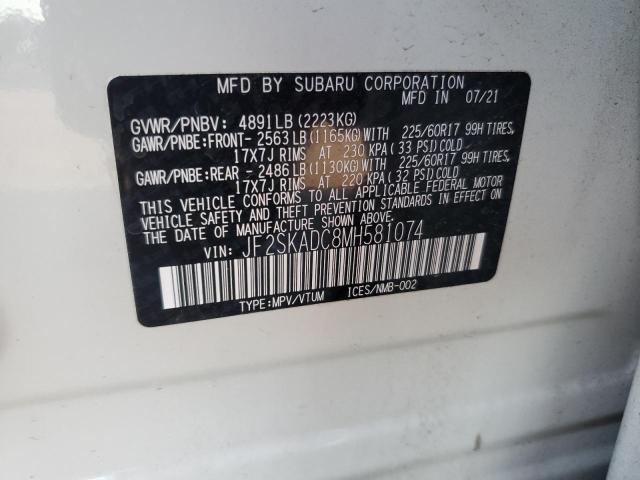 MFD BY SUBARU CORPORATION
MFD IN 07/21
GVWR/PNBV: 4891LB(2223KG)
GAWR/PNBE:FRONT-2563LB(1165KG)WITH 225/60R17 99H TIRES,
17X7J RIMS AT 230 KPA(33 PSI)COLD
GAWR/PNBE:REAR -2486LB(1130KG)WITH 225/60R17 99H TIRES,
17X7J RIMS AT 220 KPA(32 PSI)COLD
THIS VEHICLE CONFORMS TO ALL APPLICABLE FEDERAL MOTOR
VEHICLE SAFETY AND THEFT PREVENTION STANDARDS IN EFFECT ON
THE DATE OF MANUFACTURE SHOWN ABOVE.
VIN: JF2SKADC8MH581074
TYPE:MPV/VTUM ICES/NMB-002